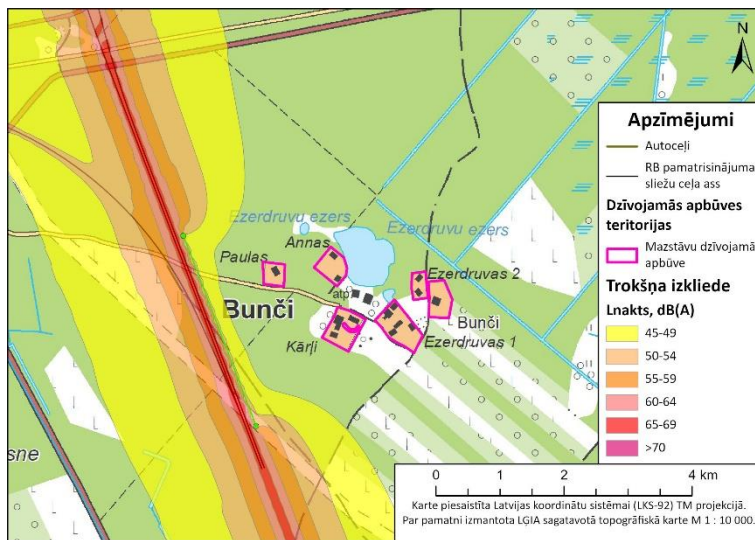 N
Apzīmējumi
Autoceļi
RB pamatrisinājuma
sliežu ceļa ass
Dzīvojamās apbūves
teritorijas
Mazstāvu dzīvojamā
apbūve
Trokšņa izkliede
Lnakts, dB(A)
45-49
50-54
55-59
60-64
65-69
>70
Ezerdruvu ezers
Ezerdruvu ezers
Annas
Paulas
Ezerdruvas 2
atp.
Bunči
Bunči
Kārļi
Ezerdruvas 1
sne
0 1 2 4 km
Karte piesaistīta Latvijas koordinātu sistēmai (LKS-92) TM projekcijā.
Par pamatni izmantota LGIA sagatavotā topogrāfiskā karte M 1 : 10 000.